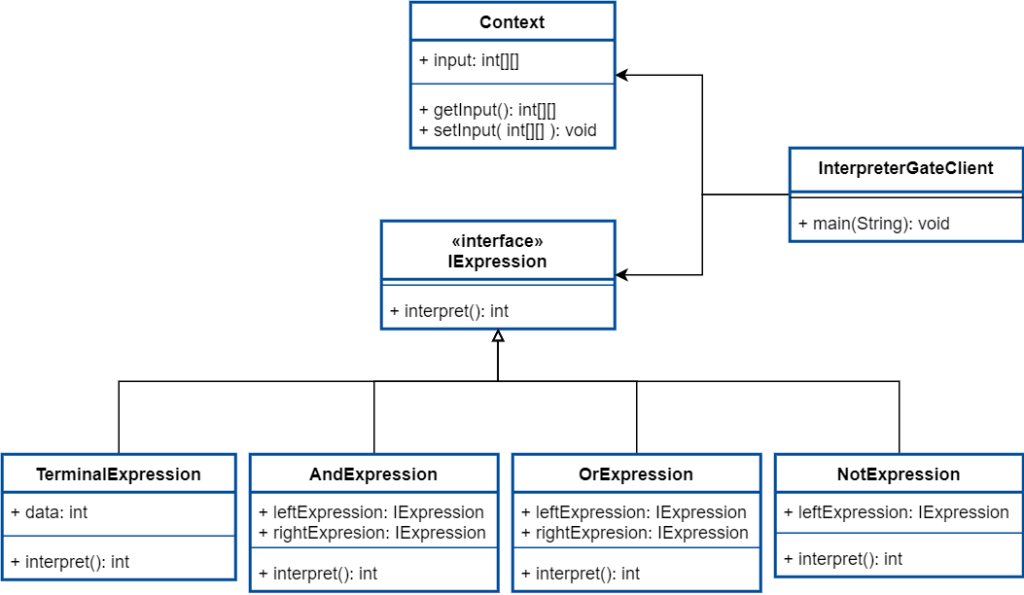 Context
+ input: int[][]
+ getInput(): int[][]
+ setInput( int[][] ): void
InterpreterGateClient
+ main(String): void
«interface»
IExpression
+ interpret(): int
TerminalExpression
+ data: int
+ interpret(): int
AndExpression
+ leftExpression: IExpression
+ rightExpresion: IExpression
+ interpret(): int
OrExpression
+ leftExpression: IExpression
+ rightExpresion: IExpression
+ interpret(): int
NotExpression
+ leftExpression: IExpression
+ interpret(): int